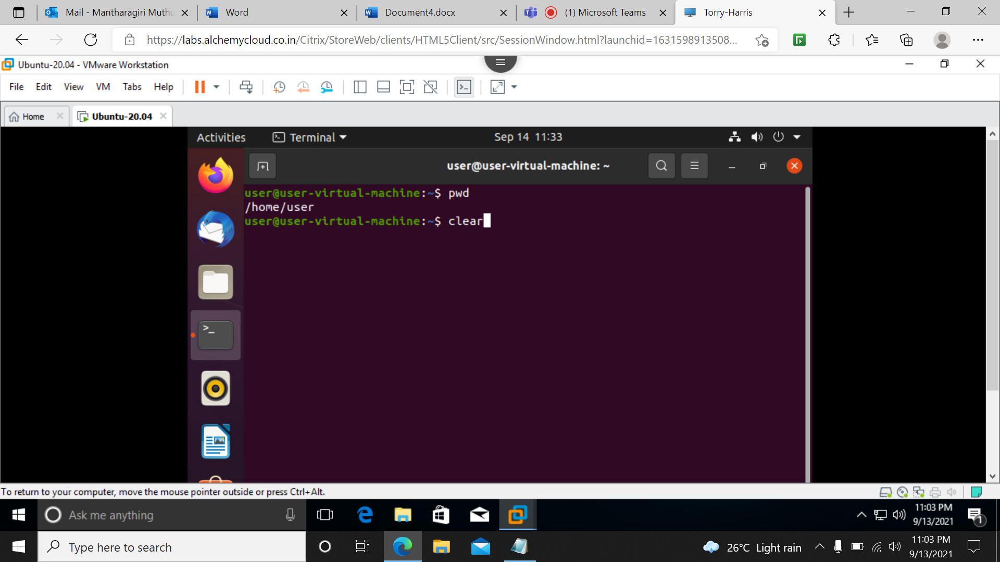 Mail - Mantharagiri Muthu
Word
Document4.docx
(1) Microsoft Teams
Torry-Harris
https://labs.alchemycloud.co.in/Citrix/StoreWeb/clients/HTML5Client/src/SessionWindow.html?launchid=1631598913508...
Ubuntu-20.04 - VMware Workstation
File Edit View VM Tabs Help
Home
Ubuntu-20.04
Activities
Terminal
Sep 14 11:33
user@user-virtual-machine: ~
user@user-virtual-machine:~$ pwd
/home/user
user@user-virtual-machine:~$ clear
To return to your computer, move the mouse pointer outside or press Ctrl+Alt.
Ask me anything
11:03 PM
9/13/2021
1
Type here to search
26°C Light rain
11:03 PM
9/13/2021